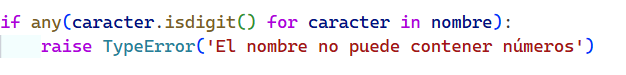 if any(caracter.isdigit() for caracter in nombre):
    raise TypeError('El nombre no puede contener números')